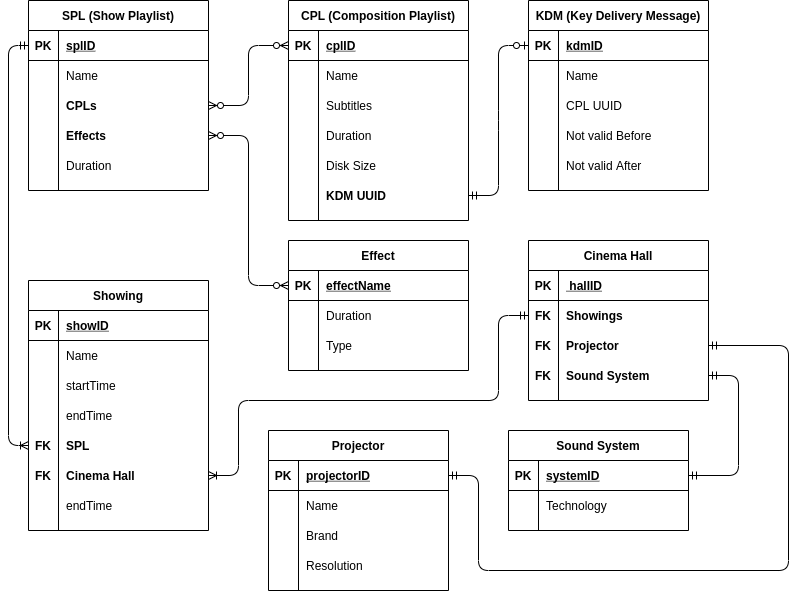 SPL (Show Playlist)
PK splID
Name
CPLs
Effects
Duration
CPL (Composition Playlist)
PK cplID
Name
Subtitles
Duration
Disk Size
KDM UUID
KDM (Key Delivery Message)
PK kdmID
Name
CPL UUID
Not valid Before
Not valid After
Showing
PK showID
Name
startTime
endTime
FK SPL
FK Cinema Hall
endTime
Effect
PK effectName
Duration
Type
Cinema Hall
PK hallID
FK Showings
FK Projector
FK Sound System
Projector
PK projectorID
Name
Brand
Resolution
Sound System
PK systemID
Technology